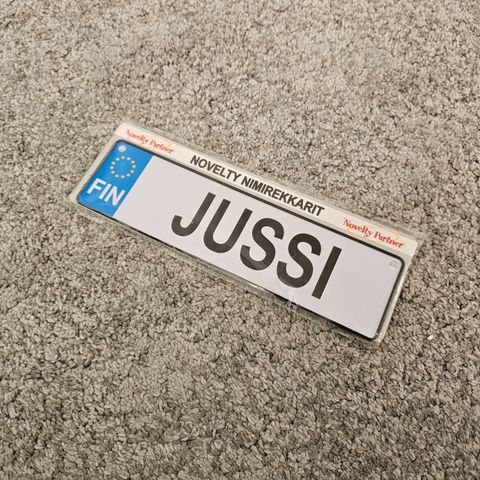 Novelty Partner
NOVELTY NIMIREKKARIT
Novelty Partner
FIN
JUSSI